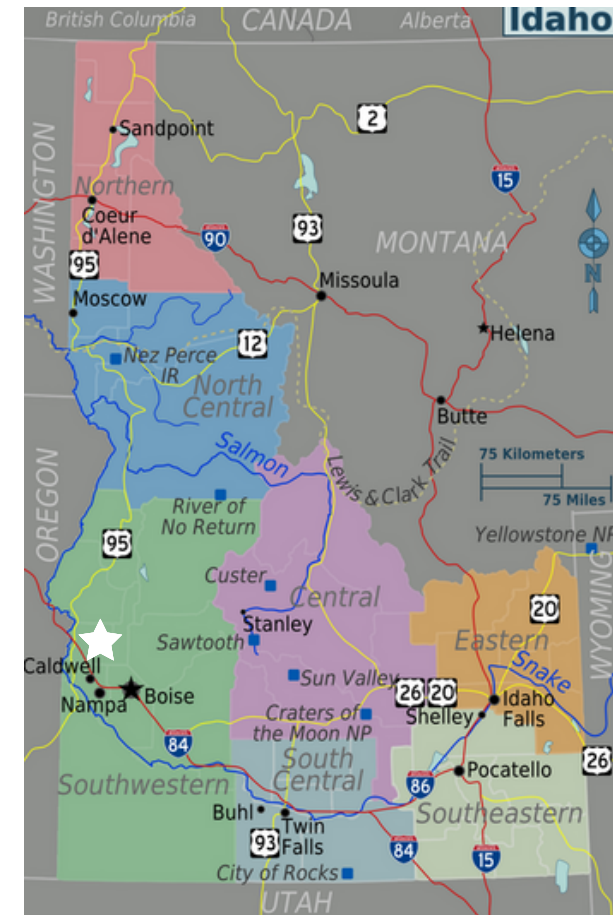 British Columbia
CANADA
Alberta
Idaho
2
Sandpoint
WASHINGTON
15
Northern
Coeur
d'Alene
93
90
MONTANA
N
95
Missoula
Moscow
Helena
12
Nez Perce
IR
North
Central
Butte
Salmon
Lewis & Clark Trail
75 Kilometers
75 Miles
OREGON
River of
No Return
Yellowstone NP
95
WYOMING
Custer
Central
20
Stanley
Eastern
Sawtooth
Snake
Caldwell
Sun Valley
Nampa
Boise
26
20
Idaho
Falls
Shelley
Craters of
the Moon NP
84
South
Central
26
Pocatello
Southwestern
86
Buhl
Twin
Falls
Southeastern
93
84
15
City of Rocks
UTAH